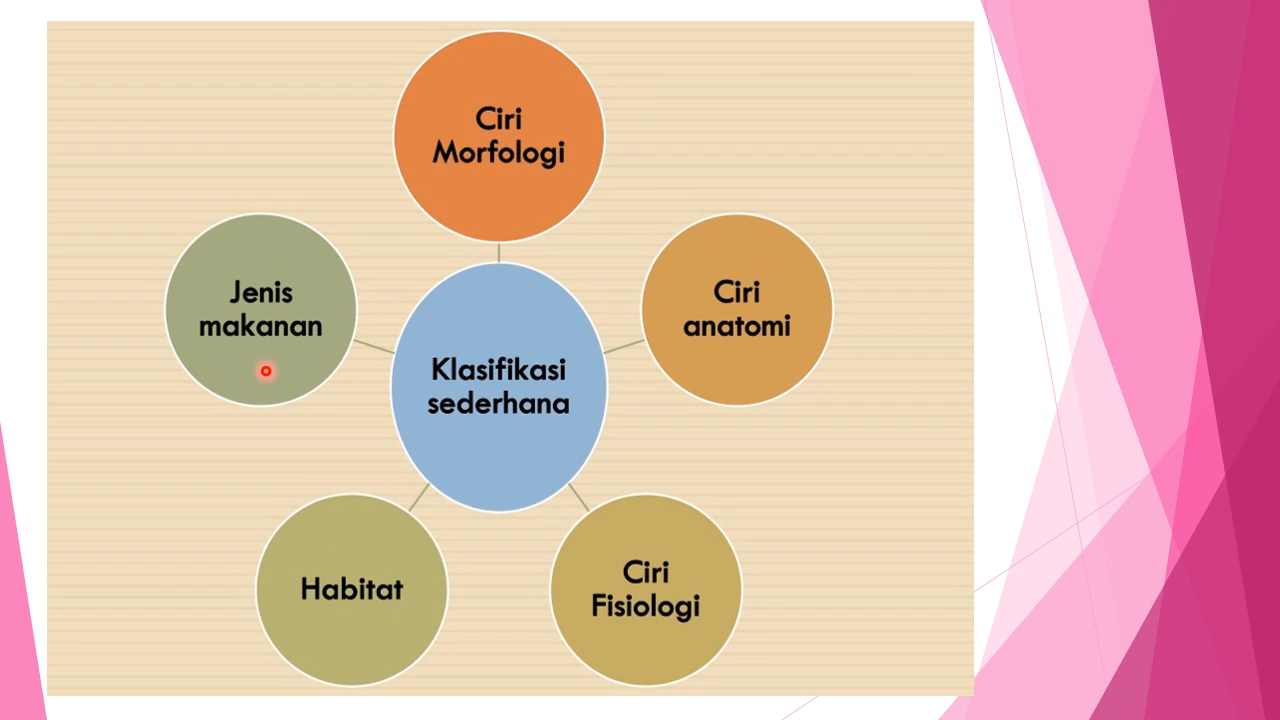 Ciri
Morfologi
Jenis
makanan
Ciri
anatomi
Klasifikasi
sederhana
Habitat
Ciri
Fisiologi